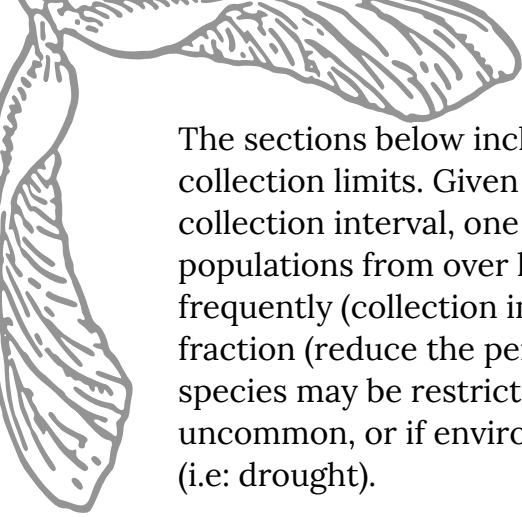 The sections below incl
collection limits. Given
collection interval, one
populations from over
frequently (collection in
fraction (reduce the per
species may be restrict
uncommon, or if enviro
(i.e: drought).